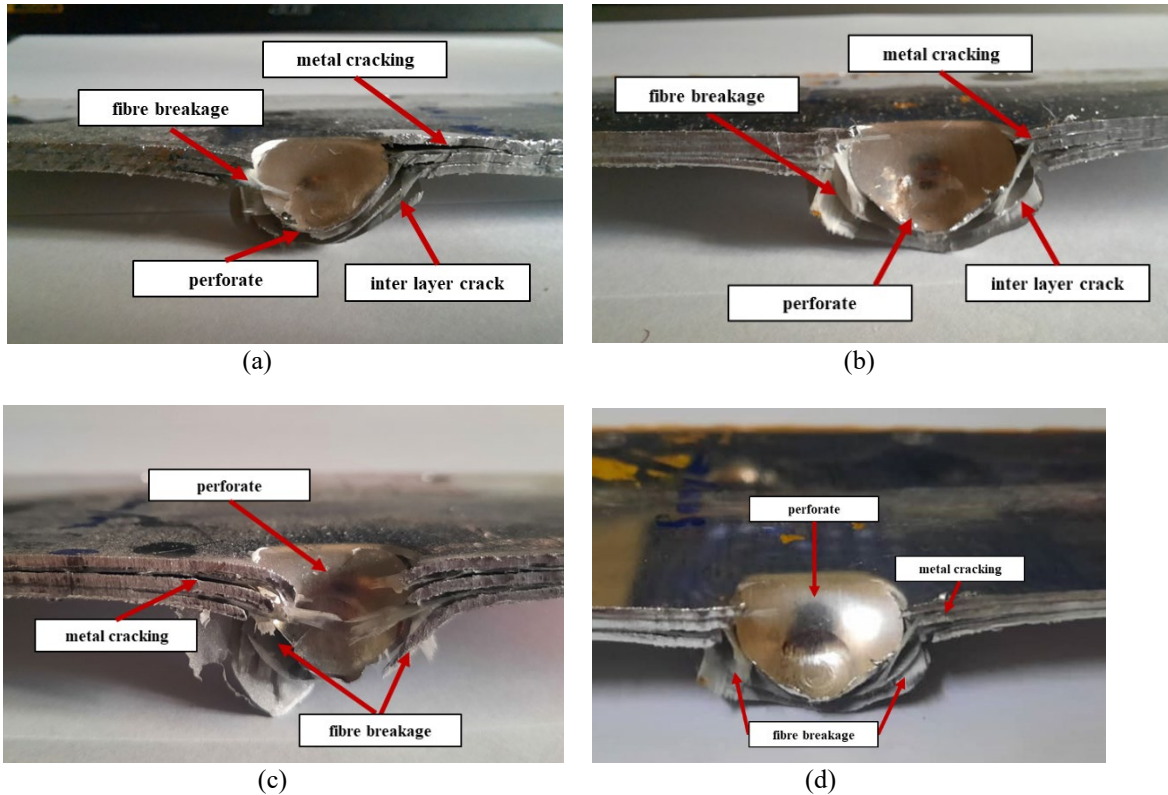 metal cracking
fibre breakage
perforate
inter layer crack
(a)
metal cracking
fibre breakage
inter layer crack
perforate
(b)
perforate
metal cracking
fibre breakage
(c)
perforate
metal cracking
fibre breakage
(d)